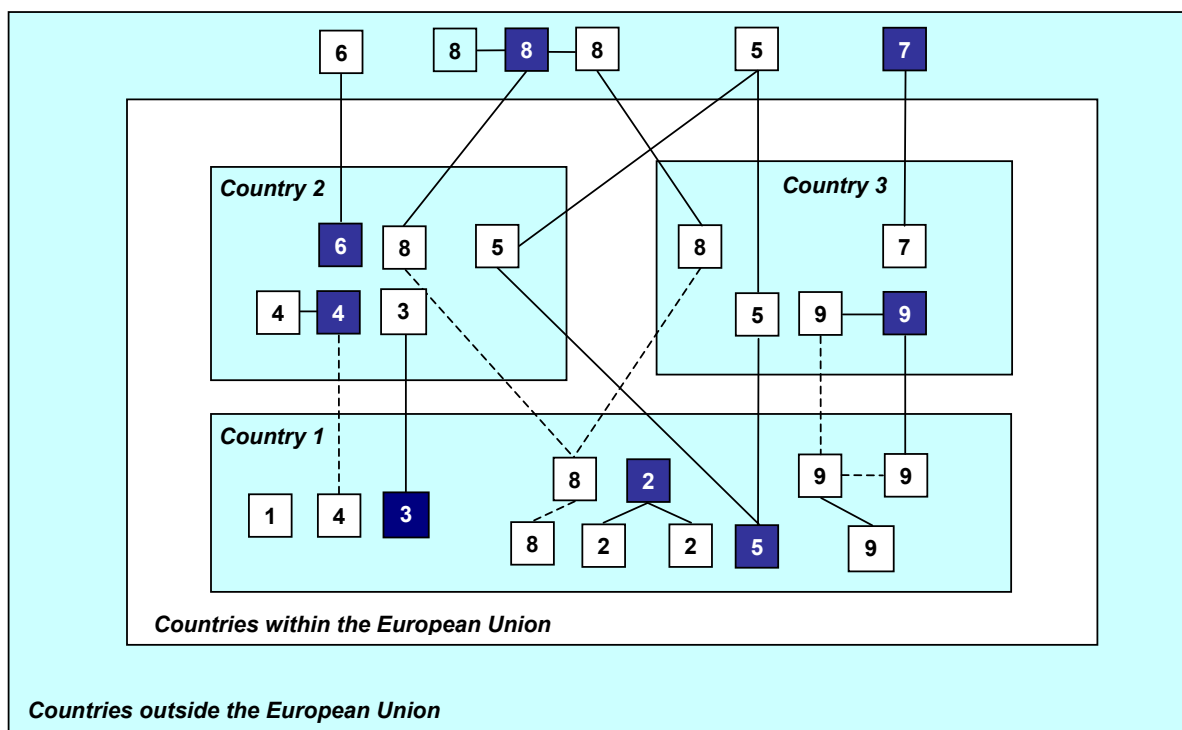 6 8 8 8 5 7
Country 2
Country 3
6 8 5 8 7
4 4 3 5 9 9
Country 1
8 2 9 9
1 4 3
8 2 2 5 9
Countries within the European Union
Countries outside the European Union